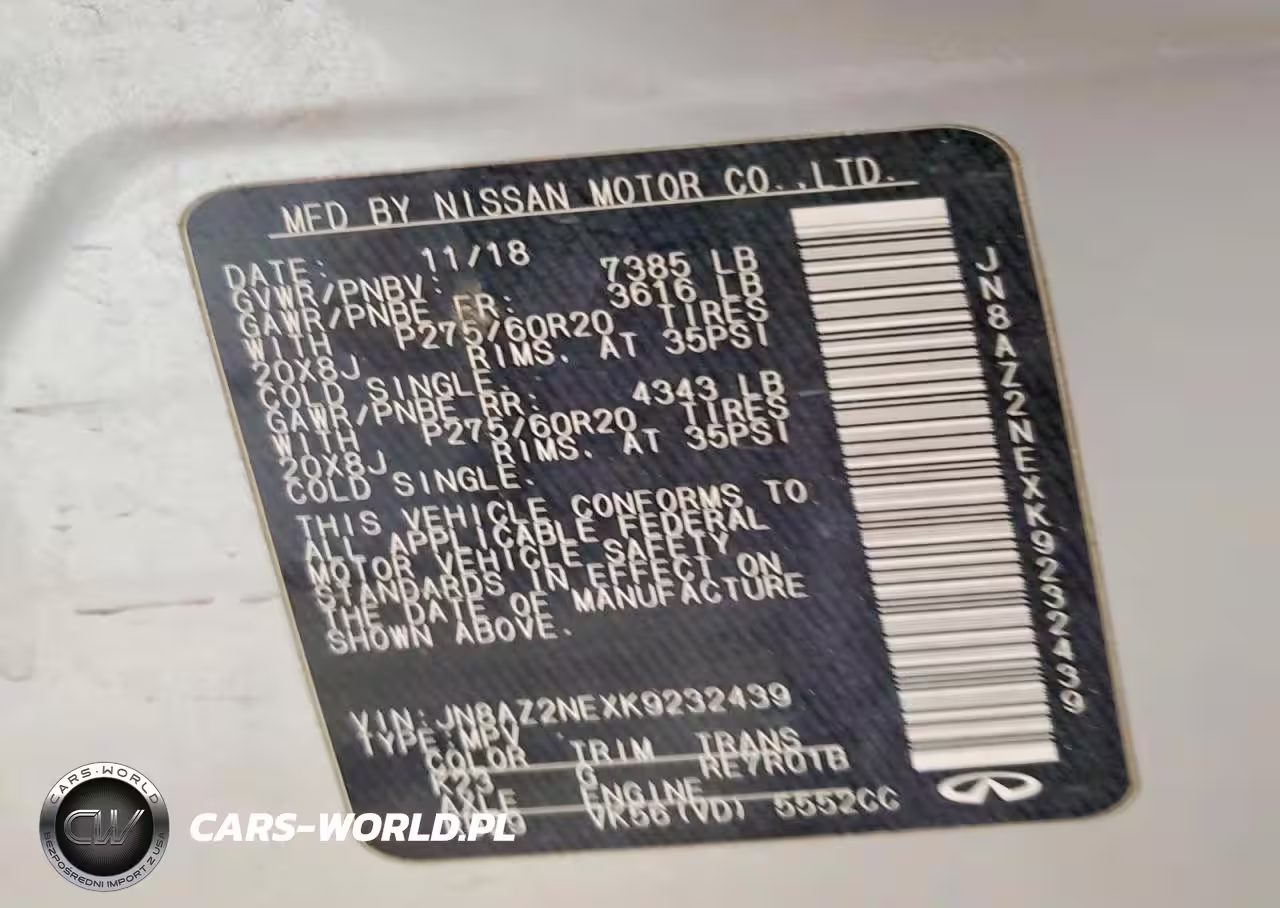 MFD BY NISSAN MOTOR CO.,LTD.
DATE: 11/18
GVWR/PNBV: 7385 LB
GAWR/PNBE FR: 3616 LB
WITH P275/60R20 TIRES
20X8J RIMS. AT 35PSI
COLD SINGLE.
GAWR/PNBE RR: 4343 LB
WITH P275/60R20 TIRES
20X8J RIMS. AT 35PSI
COLD SINGLE.
THIS VEHICLE CONFORMS TO
ALL APPLICABLE FEDERAL
MOTOR VEHICLE SAFETY
STANDARDS IN EFFECT ON
THE DATE OF MANUFACTURE
SHOWN ABOVE.
VIN:JN8AZ2NEXK9232439
TYPE:MPV
COLOR TRIM TRANS
K23 G RE7R01B
AXLE ENGINE
VK56(VD) 5552CC
JN8AZ2NEXK9232439
CARS-WORLD
CW
BEZPOŚREDNI IMPORT Z USA
CARS-WORLD.PL